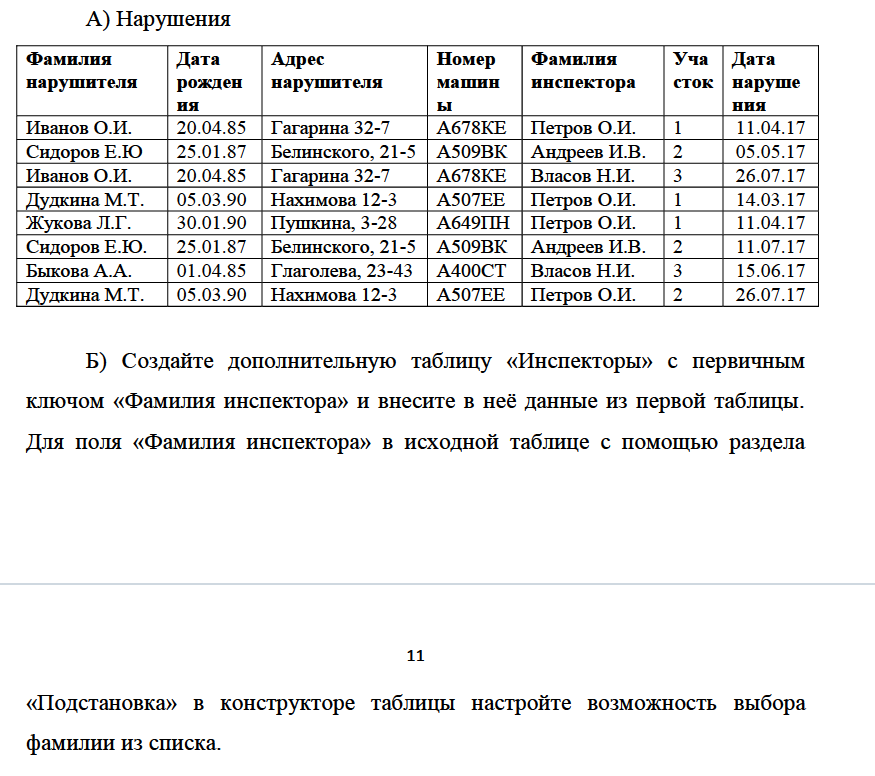 А) Нарушения
Фамилия нарушителя Дата рожден ия Адрес нарушителя Номер машин ы Фамилия инспектора Уча сток Дата наруше ния
Иванов О.И. 20.04.85 Гагарина 32-7 А678КЕ Петров О.И. 1 11.04.17
Сидоров Е.Ю 25.01.87 Белинского, 21-5 А509ВК Андреев И.В. 2 05.05.17
Иванов О.И. 20.04.85 Гагарина 32-7 А678КЕ Власов Н.И. 3 26.07.17
Дудкина М.Т. 05.03.90 Нахимова 12-3 А507ЕЕ Петров О.И. 1 14.03.17
Жукова Л.Г. 30.01.90 Пушкина, 3-28 А649ПН Петров О.И. 1 11.04.17
Сидоров Е.Ю. 25.01.87 Белинского, 21-5 А509ВК Андреев И.В. 2 11.07.17
Быкова А.А. 01.04.85 Глаголева, 23-43 А400СТ Власов Н.И. 3 15.06.17
Дудкина М.Т. 05.03.90 Нахимова 12-3 А507ЕЕ Петров О.И. 2 26.07.17
Б) Создайте дополнительную таблицу «Инспекторы» с первичным
ключом «Фамилия инспектора» и внесите в неё данные из первой таблицы.
Для поля «Фамилия инспектора» в исходной таблице с помощью раздела
11
«Подстановка» в конструкторе таблицы настройте возможность выбора
фамилии из списка.